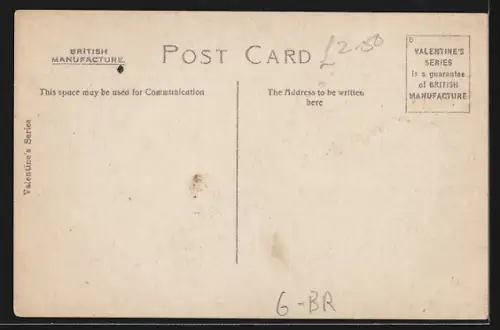 BRITISH
MANUFACTURE.
POST CARD
£2.50
VALENTINE'S
SERIES
is a guarantee
of BRITISH
MANUFACTURE
This space may be used for Communication
The Address to be written
here
Valentine's Series
G-BR